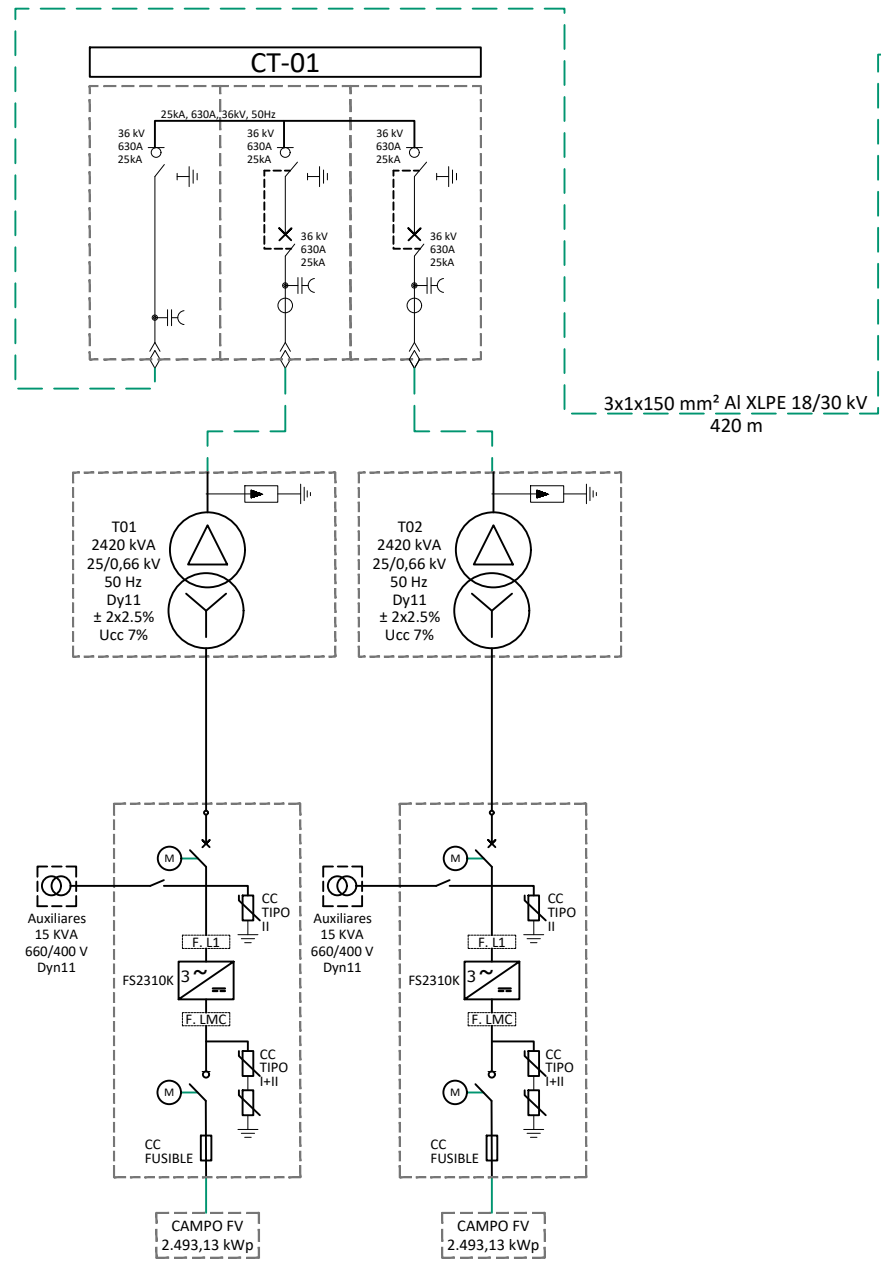 CT-01
25kA, 630A, 36kV, 50Hz
36 kV
630A
25kA
36 kV
630A
25kA
36 kV
630A
25kA
36 kV
630A
25kA
36 kV
630A
25kA
3x1x150 mm² Al XLPE 18/30 kV
420 m
T01
2420 kVA
25/0,66 kV
50 Hz
Dy11
± 2x2.5%
Ucc 7%
T02
2420 kVA
25/0,66 kV
50 Hz
Dy11
± 2x2.5%
Ucc 7%
M
CC
TIPO
II
Auxiliares
15 KVA
660/400 V
Dyn11
F. L1
FS2310K
3 ~
F. LMC
CC
TIPO
I+II
M
CC
FUSIBLE
CAMPO FV
2.493,13 kWp
M
CC
TIPO
II
Auxiliares
15 KVA
660/400 V
Dyn11
F. L1
FS2310K
3 ~
F. LMC
CC
TIPO
I+II
M
CC
FUSIBLE
CAMPO FV
2.493,13 kWp